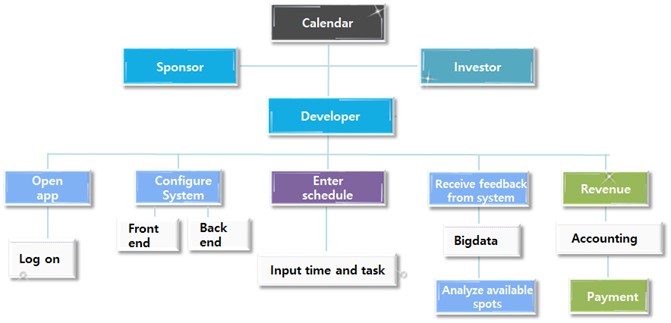 Calendar
Sponsor
Investor
Developer
Open
app
Configure
System
Enter
schedule
Receive feedback
from system
Revenue
Front
end
Back
end
Bigdata
Accounting
Log on
Input time and task
Analyze available
spots
Payment